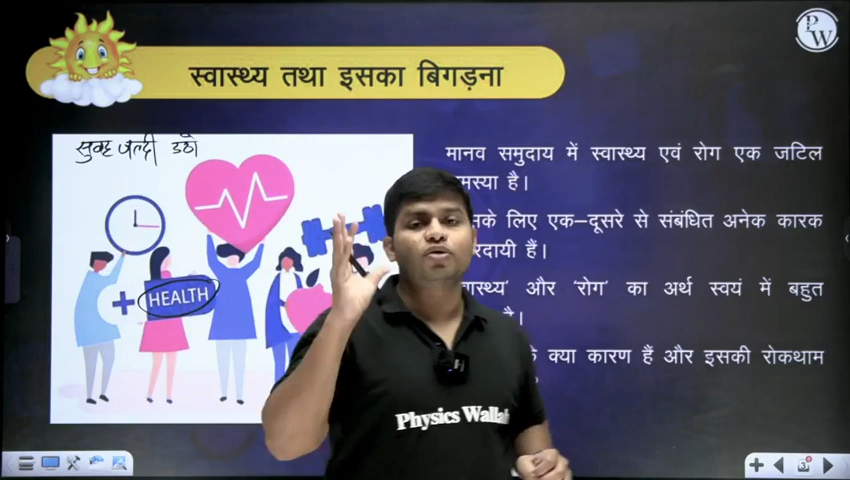 स्वास्थ्य तथा इसका बिगड़ना
PW
सुबह जल्दी उठो
HEALTH
मानव समुदाय में स्वास्थ्य एवं रोग एक जटिल
है।
के लिए एक–दूसरे से संबंधित अनेक कारक
हैं।
और 'रोग' का अर्थ स्वयं में बहुत
है।
क्या कारण हैं और इसकी रोकथाम
Physics Wallah
3